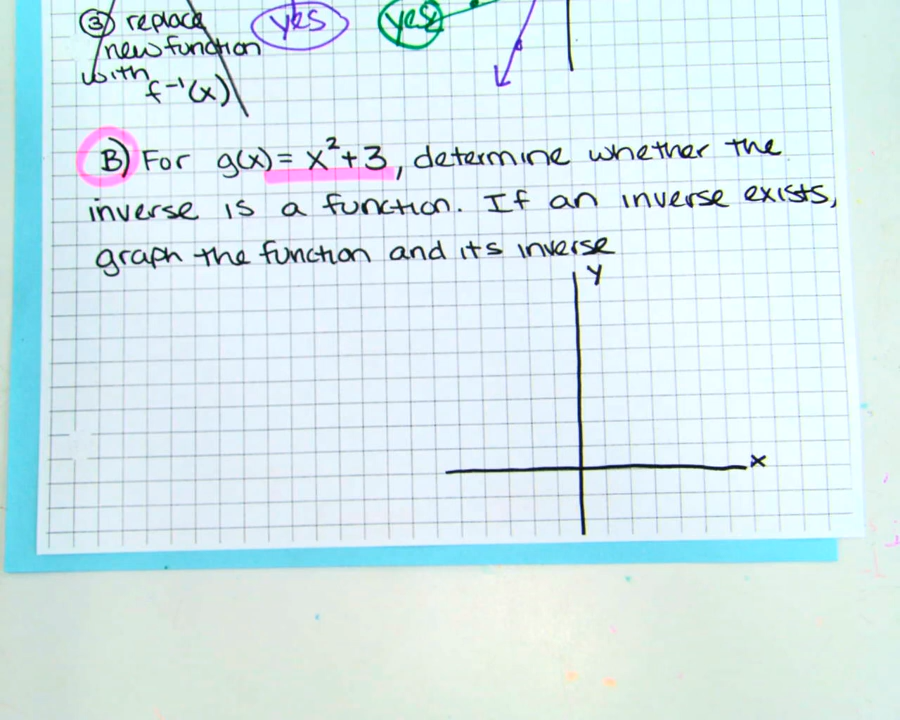 ③ replace yes yes
new function
with
f⁻¹(x)
B) For g(x) = x² + 3, determine whether the
inverse is a function. If an inverse exists,
graph the function and its inverse
y
x